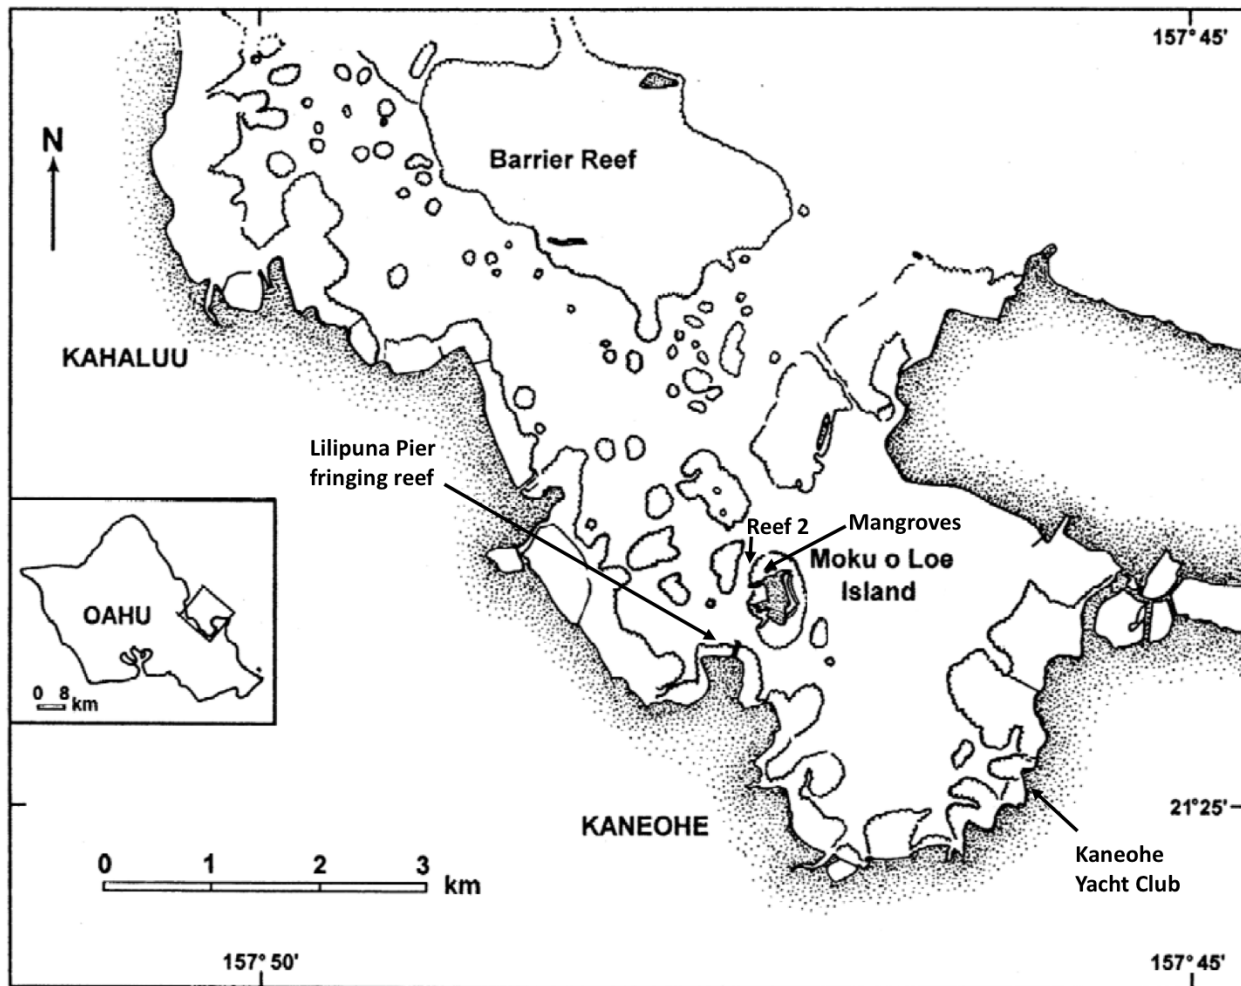 157° 45'
N
Barrier Reef
KAHALUU
Lilipuna Pier
fringing reef
Reef 2
Mangroves
Moku o Loe
Island
OAHU
0 8
km
KANEOHE
21° 25'
0 1 2 3
km
Kaneohe
Yacht Club
157° 50'
157° 45'